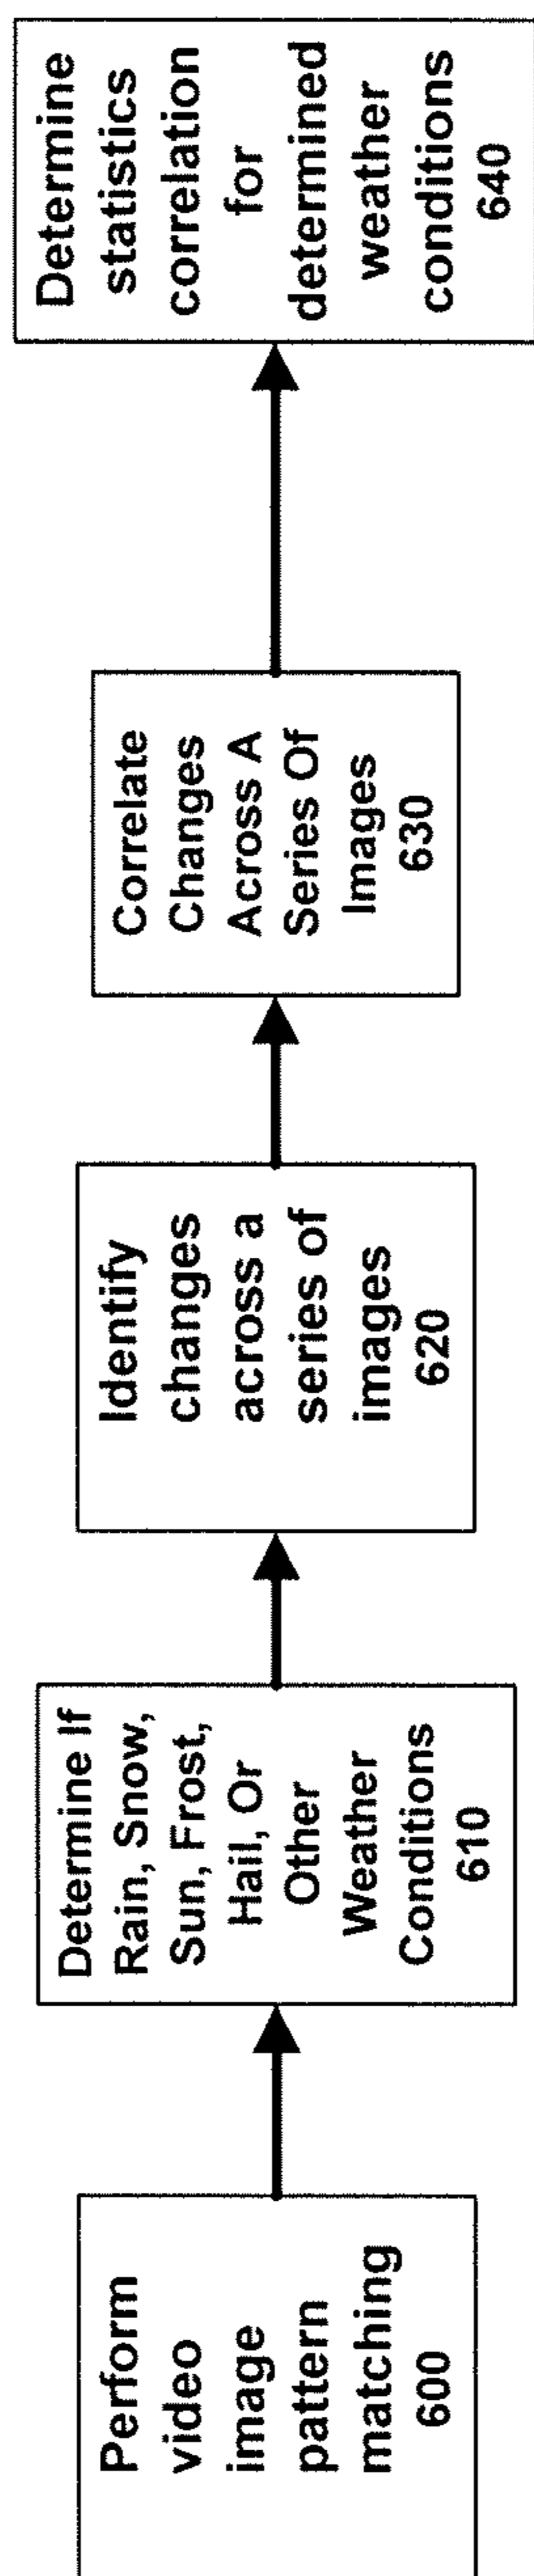 Perform
video
image
pattern
matching
600
Determine If
Rain, Snow,
Sun, Frost,
Hail, Or
Other
Weather
Conditions
610
Identify
changes
across a
series of
images
620
Correlate
Changes
Across A
Series Of
Images
630
Determine
statistics
correlation
for
determined
weather
conditions
640